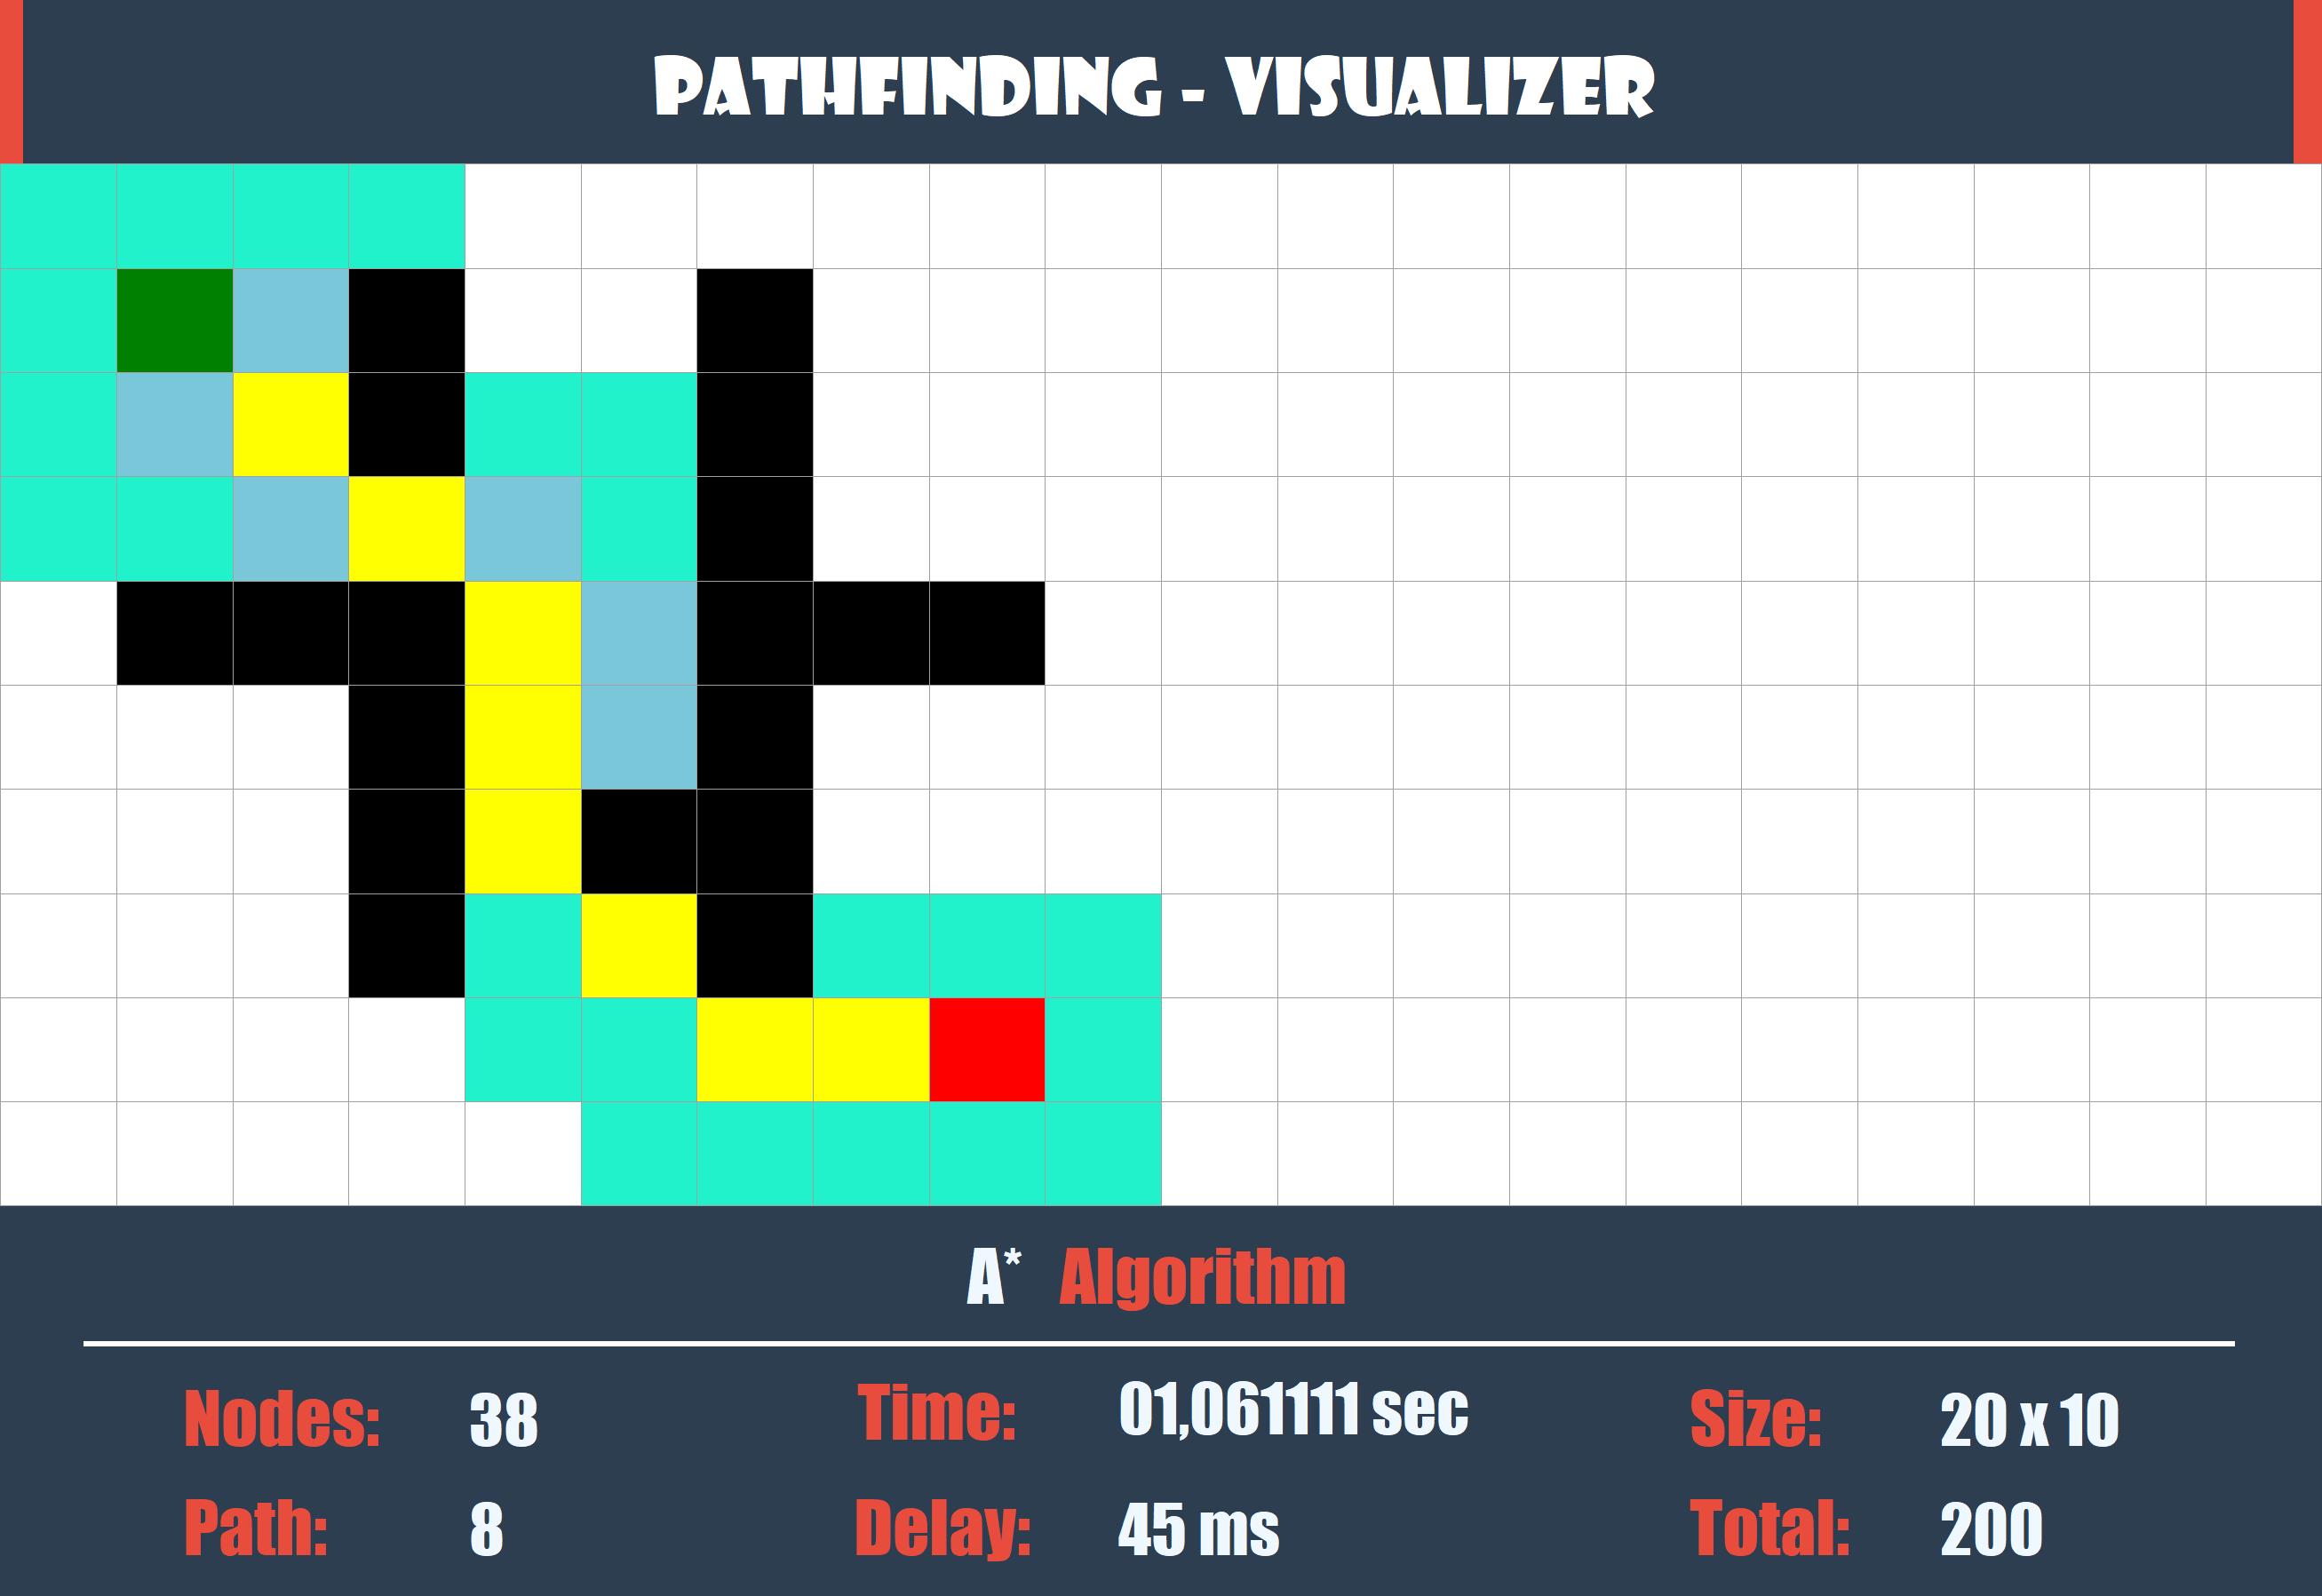 PATHFINDING - VISUALIZER
A* Algorithm
Nodes: 38 Time: 01,061111 sec Size: 20 x 10
Path: 8 Delay: 45 ms Total: 200